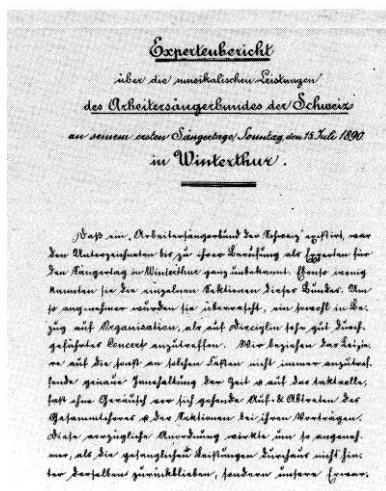 Expertenbericht
über die musikalischen Leistungen
des Arbeitersängerbundes der Schweiz
an seinem ersten Sängertage, Sonntag, den 15 Juli 1890
in Winterthur.
Daß ein „Arbeitersängerbund der Schweiz" existirt, war
den Unterzeichneten bis zu ihrer Berufung als Experten für
den Sängertag in Winterthur ganz unbekannt. Ebenso wenig
kannten sie die einzelnen Sektionen dieses Bundes. Um
so angenehmer wurden sie überrascht, ein sowohl in Be-
zug auf Organisation, als auf Disciplin sehr gut durch-
geführtes Concert anzutreffen. Wir beziehen das Letzte-
re auf die sonst an solchen Festen nicht immer anzutref-
fende genaue Innehaltung der Zeit & auf das taktvolle,
fast ohne Geräusch vor sich gehende Auf- & Abtreten des
Gesammtchores & der Sektionen bei ihren Vorträgen.
Diese vorzügliche Anordnung wirkte um so angeneh-
mer, als die gesanglichen Leistungen durchaus nicht hin-
ter derselben zurückblieben, sondern unsere Erwar-